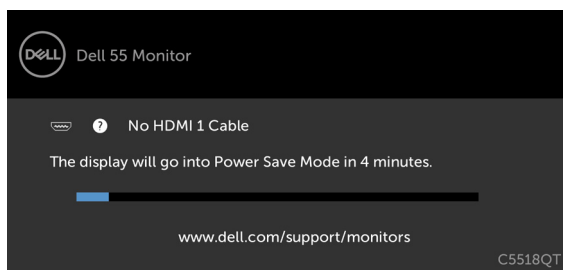 DELL
Dell 55 Monitor
? No HDMI 1 Cable
The display will go into Power Save Mode in 4 minutes.
www.dell.com/support/monitors
C5518QT